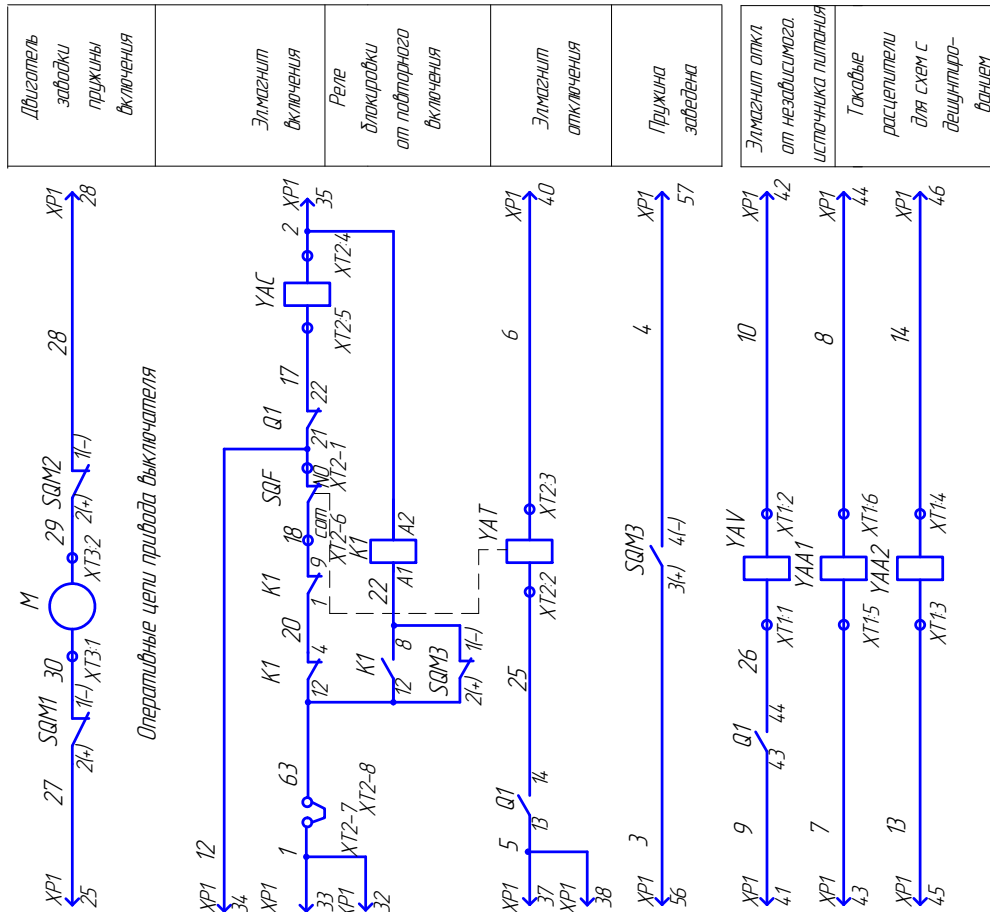 Двигатель
заводки
пружины
включения
Эл.магнит
включения
Реле
блокировки
от повторного
включения
Эл.магнит
отключения
Пружина
заведена
Эл.магнит откл.
от независимого.
источника питания
Токовые
расцепители
для схем с
дешунтиро-
ванием
XP1
25
27
SQM1
2(+)
1(-)
30
XT3:1
M
XT3:2
29
SQM2
2(+)
1(-)
28
XP1
28
Оперативные цепи привода выключателя
XP1
34
12
XP1
33
XP1
32
1
XT2-7
XT2-8
63
K1
12
4
20
K1
1
9
18
XT2-6
SQF
com
NO
XT2-1
Q1
21
22
17
XT2:5
YAC
XT2:4
2
XP1
35
K1
12
8
SQM3
2(+)
1(-)
22
A1
K1
A2
XP1
37
XP1
38
5
Q1
13
14
25
XT2:2
YAT
XT2:3
6
XP1
40
XP1
56
3
SQM3
3(+)
4(-)
4
XP1
57
XP1
41
9
Q1
43
44
26
XT1:1
YAV
XT1:2
10
XP1
42
XP1
43
7
XT1:5
YAA1
XT1:6
8
XP1
44
XP1
45
13
XT1:3
YAA2
XT1:4
14
XP1
46